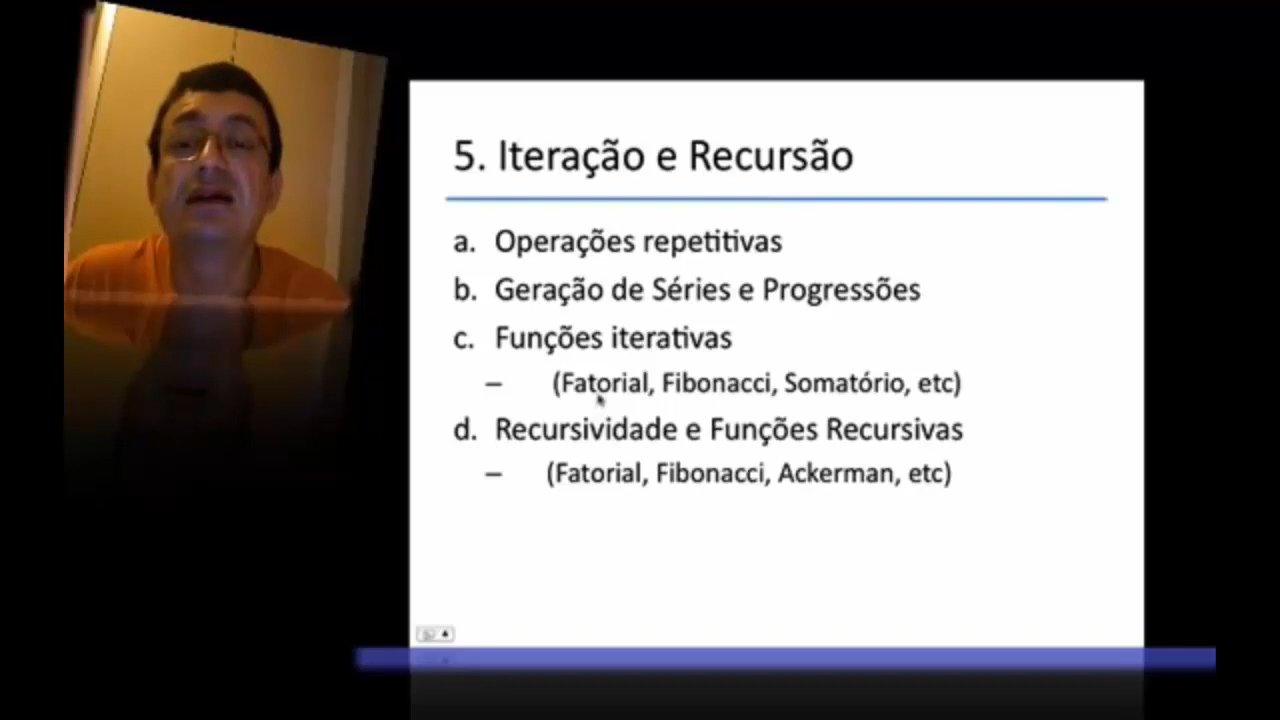 5. Iteração e Recursão
a. Operações repetitivas
b. Geração de Séries e Progressões
c. Funções iterativas
– (Fatorial, Fibonacci, Somatório, etc)
d. Recursividade e Funções Recursivas
– (Fatorial, Fibonacci, Ackerman, etc)